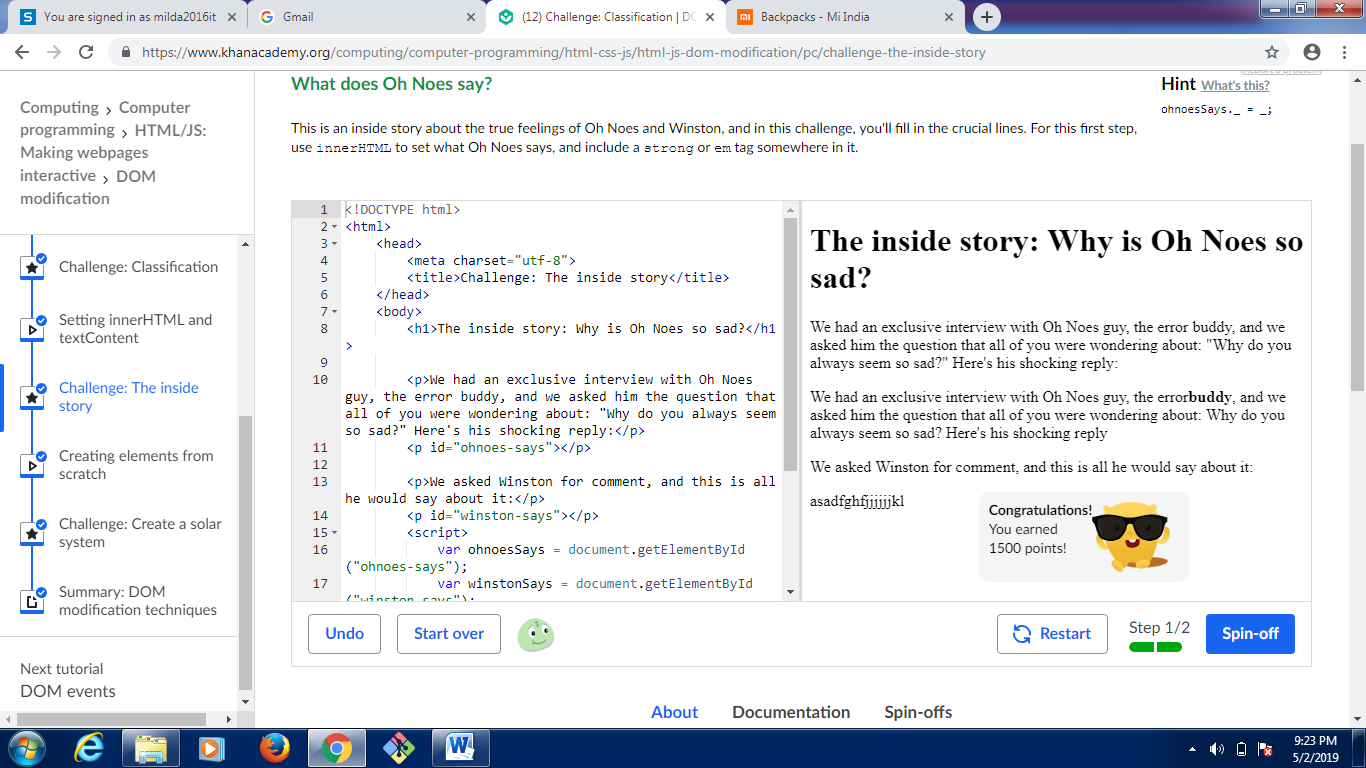 You are signed in as milda2016it
Gmail
(12) Challenge: Classification | DC
Backpacks - Mi India
https://www.khanacademy.org/computing/computer-programming/html-css-js/html-js-dom-modification/pc/challenge-the-inside-story
Computing > Computer
programming > HTML/JS:
Making webpages
interactive > DOM
modification
Challenge: Classification
Setting innerHTML and
textContent
Challenge: The inside
story
Creating elements from
scratch
Challenge: Create a solar
system
Summary: DOM
modification techniques
Next tutorial
DOM events
What does Oh Noes say?
This is an inside story about the true feelings of Oh Noes and Winston, and in this challenge, you'll fill in the crucial lines. For this first step,
use innerHTML to set what Oh Noes says, and include a strong or em tag somewhere in it.
Report a problem
Hint What's this?
ohnoesSays._ = _;
1 <!DOCTYPE html>
2 <html>
3 <head>
4 <meta charset="utf-8">
5 <title>Challenge: The inside story</title>
6 </head>
7 <body>
8 <h1>The inside story: Why is Oh Noes so sad?</h1
>
9
10 <p>We had an exclusive interview with Oh Noes
guy, the error buddy, and we asked him the question that
all of you were wondering about: "Why do you always seem
so sad?" Here's his shocking reply:</p>
11 <p id="ohnoes-says"></p>
12
13 <p>We asked Winston for comment, and this is all
he would say about it:</p>
14 <p id="winston-says"></p>
15 <script>
16 var ohnoesSays = document.getElementById
("ohnoes-says");
17 var winstonSays = document.getElementById
("winston-says");
The inside story: Why is Oh Noes so
sad?
We had an exclusive interview with Oh Noes guy, the error buddy, and we
asked him the question that all of you were wondering about: "Why do you
always seem so sad?" Here's his shocking reply:
We had an exclusive interview with Oh Noes guy, the errorbuddy, and we
asked him the question that all of you were wondering about: Why do you
always seem so sad? Here's his shocking reply
We asked Winston for comment, and this is all he would say about it:
asadfghfjjjjjjkl
Congratulations!
You earned
1500 points!
Undo
Start over
Restart
Step 1/2
Spin-off
About
Documentation
Spin-offs
9:23 PM
5/2/2019